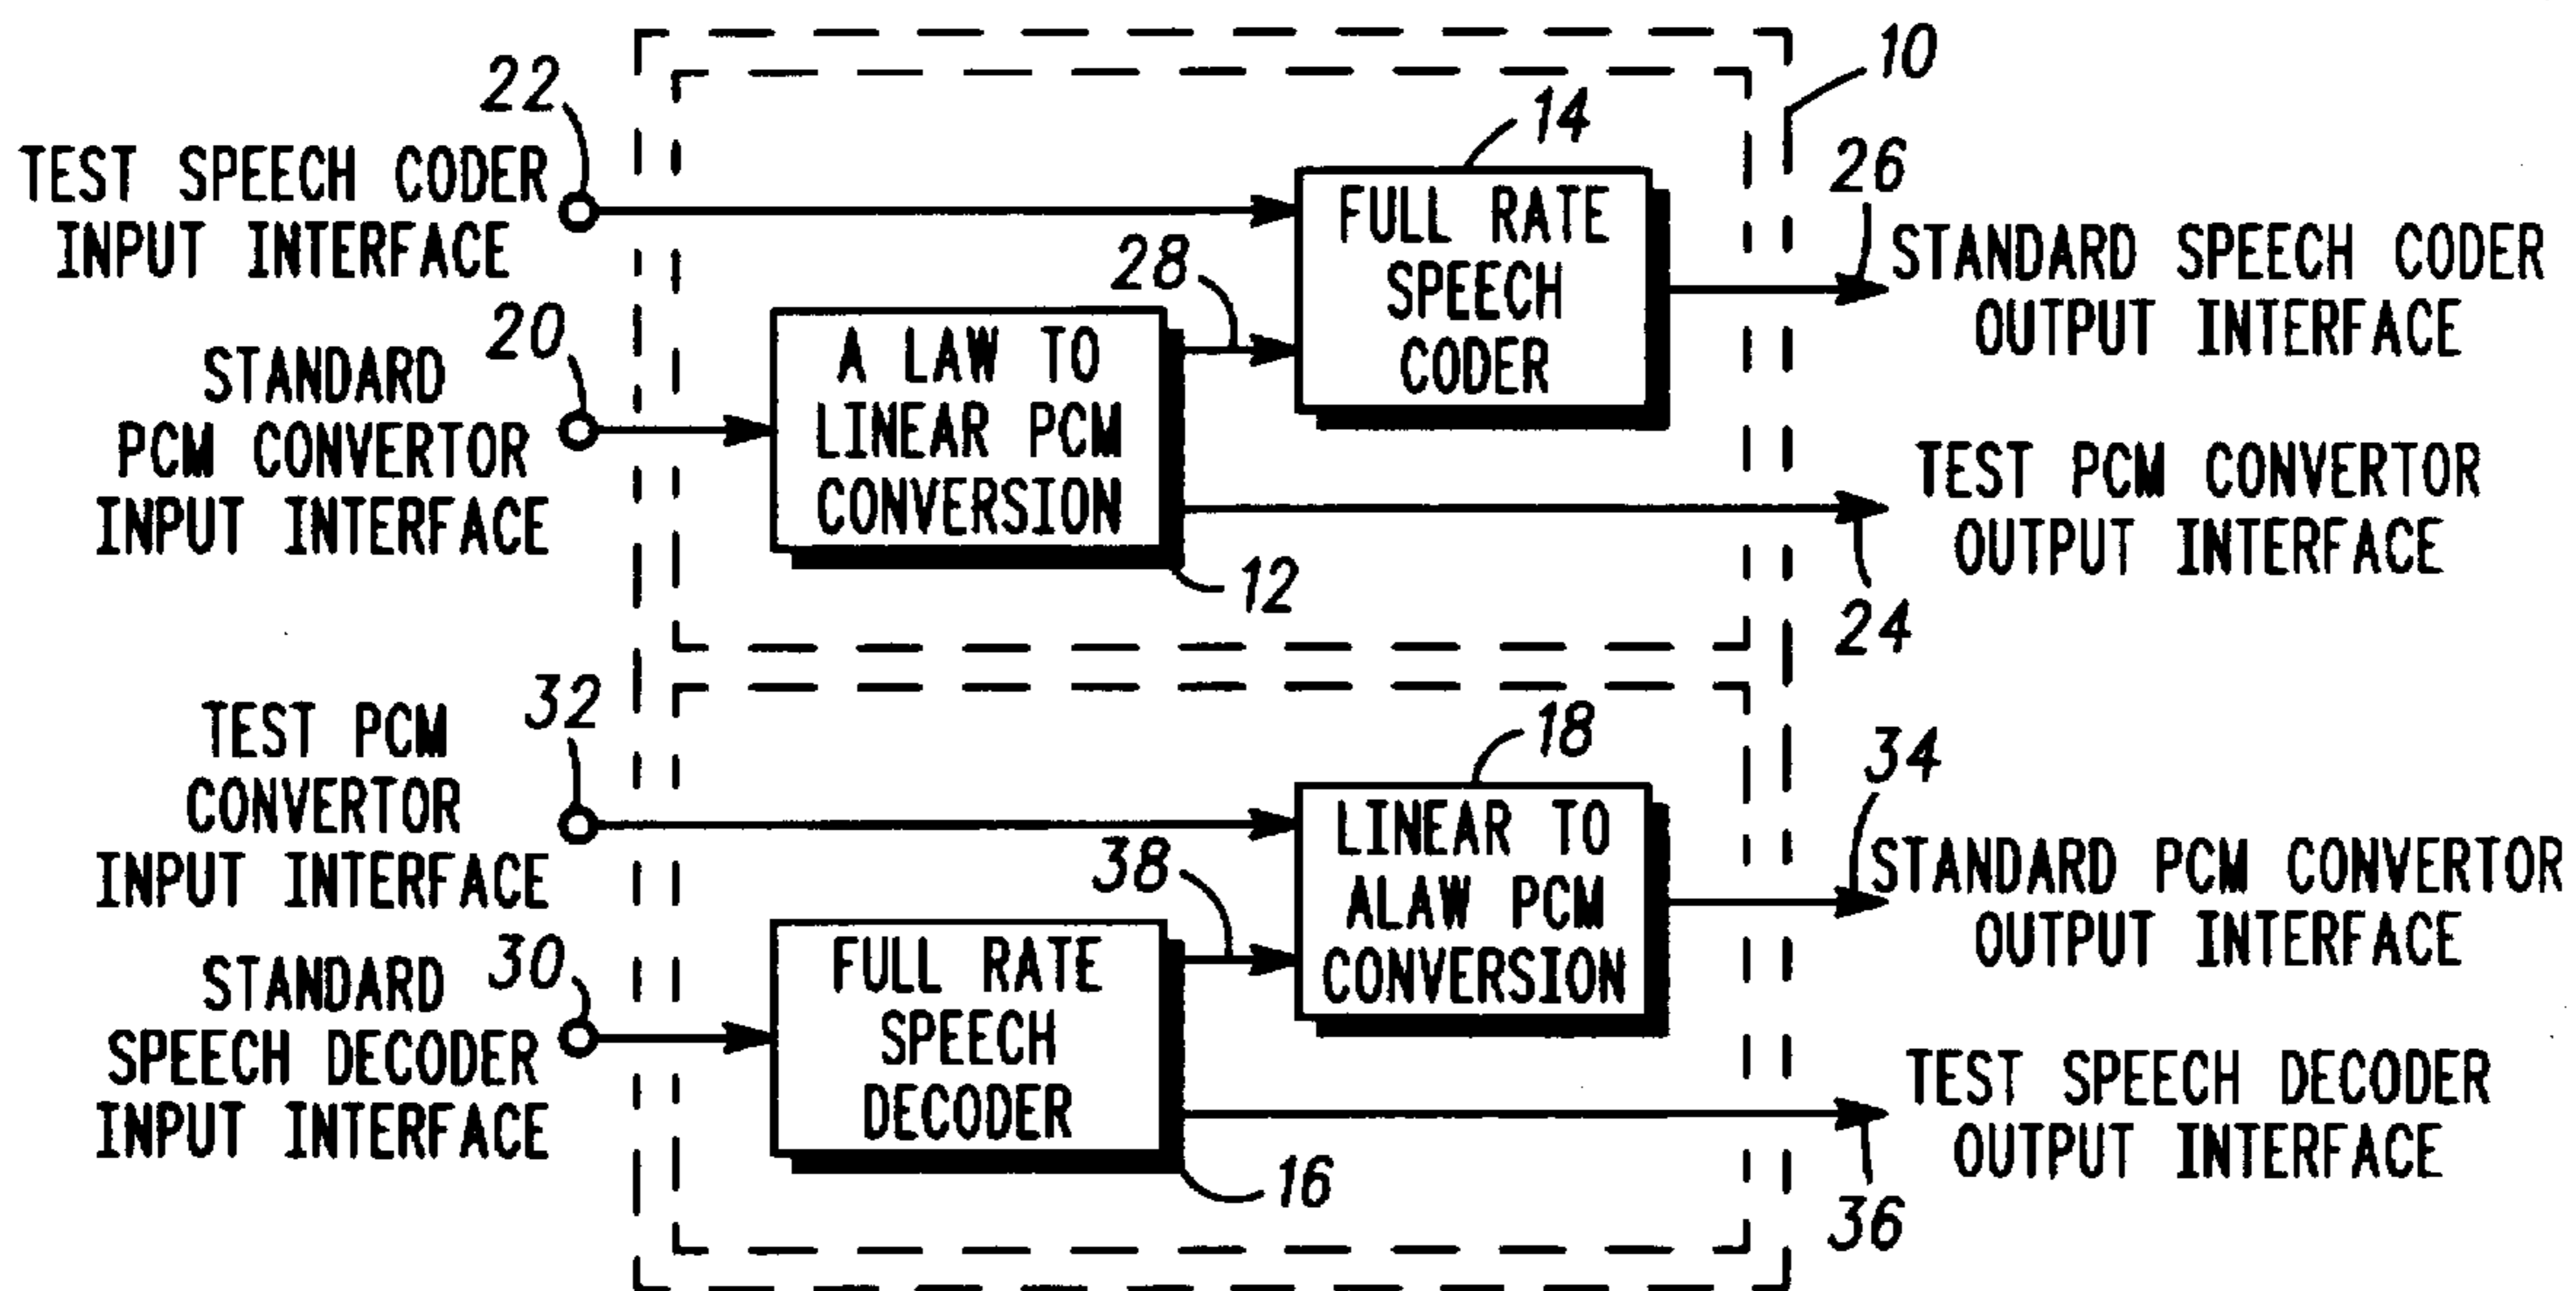 10
22
TEST SPEECH CODER
INPUT INTERFACE
14
FULL RATE
SPEECH
CODER
26
STANDARD SPEECH CODER
OUTPUT INTERFACE
28
20
STANDARD
PCM CONVERTOR
INPUT INTERFACE
A LAW TO
LINEAR PCM
CONVERSION
12
TEST PCM CONVERTOR
OUTPUT INTERFACE
24
32
TEST PCM
CONVERTOR
INPUT INTERFACE
18
LINEAR TO
ALAW PCM
CONVERSION
34
STANDARD PCM CONVERTOR
OUTPUT INTERFACE
38
30
STANDARD
SPEECH DECODER
INPUT INTERFACE
FULL RATE
SPEECH
DECODER
16
TEST SPEECH DECODER
OUTPUT INTERFACE
36